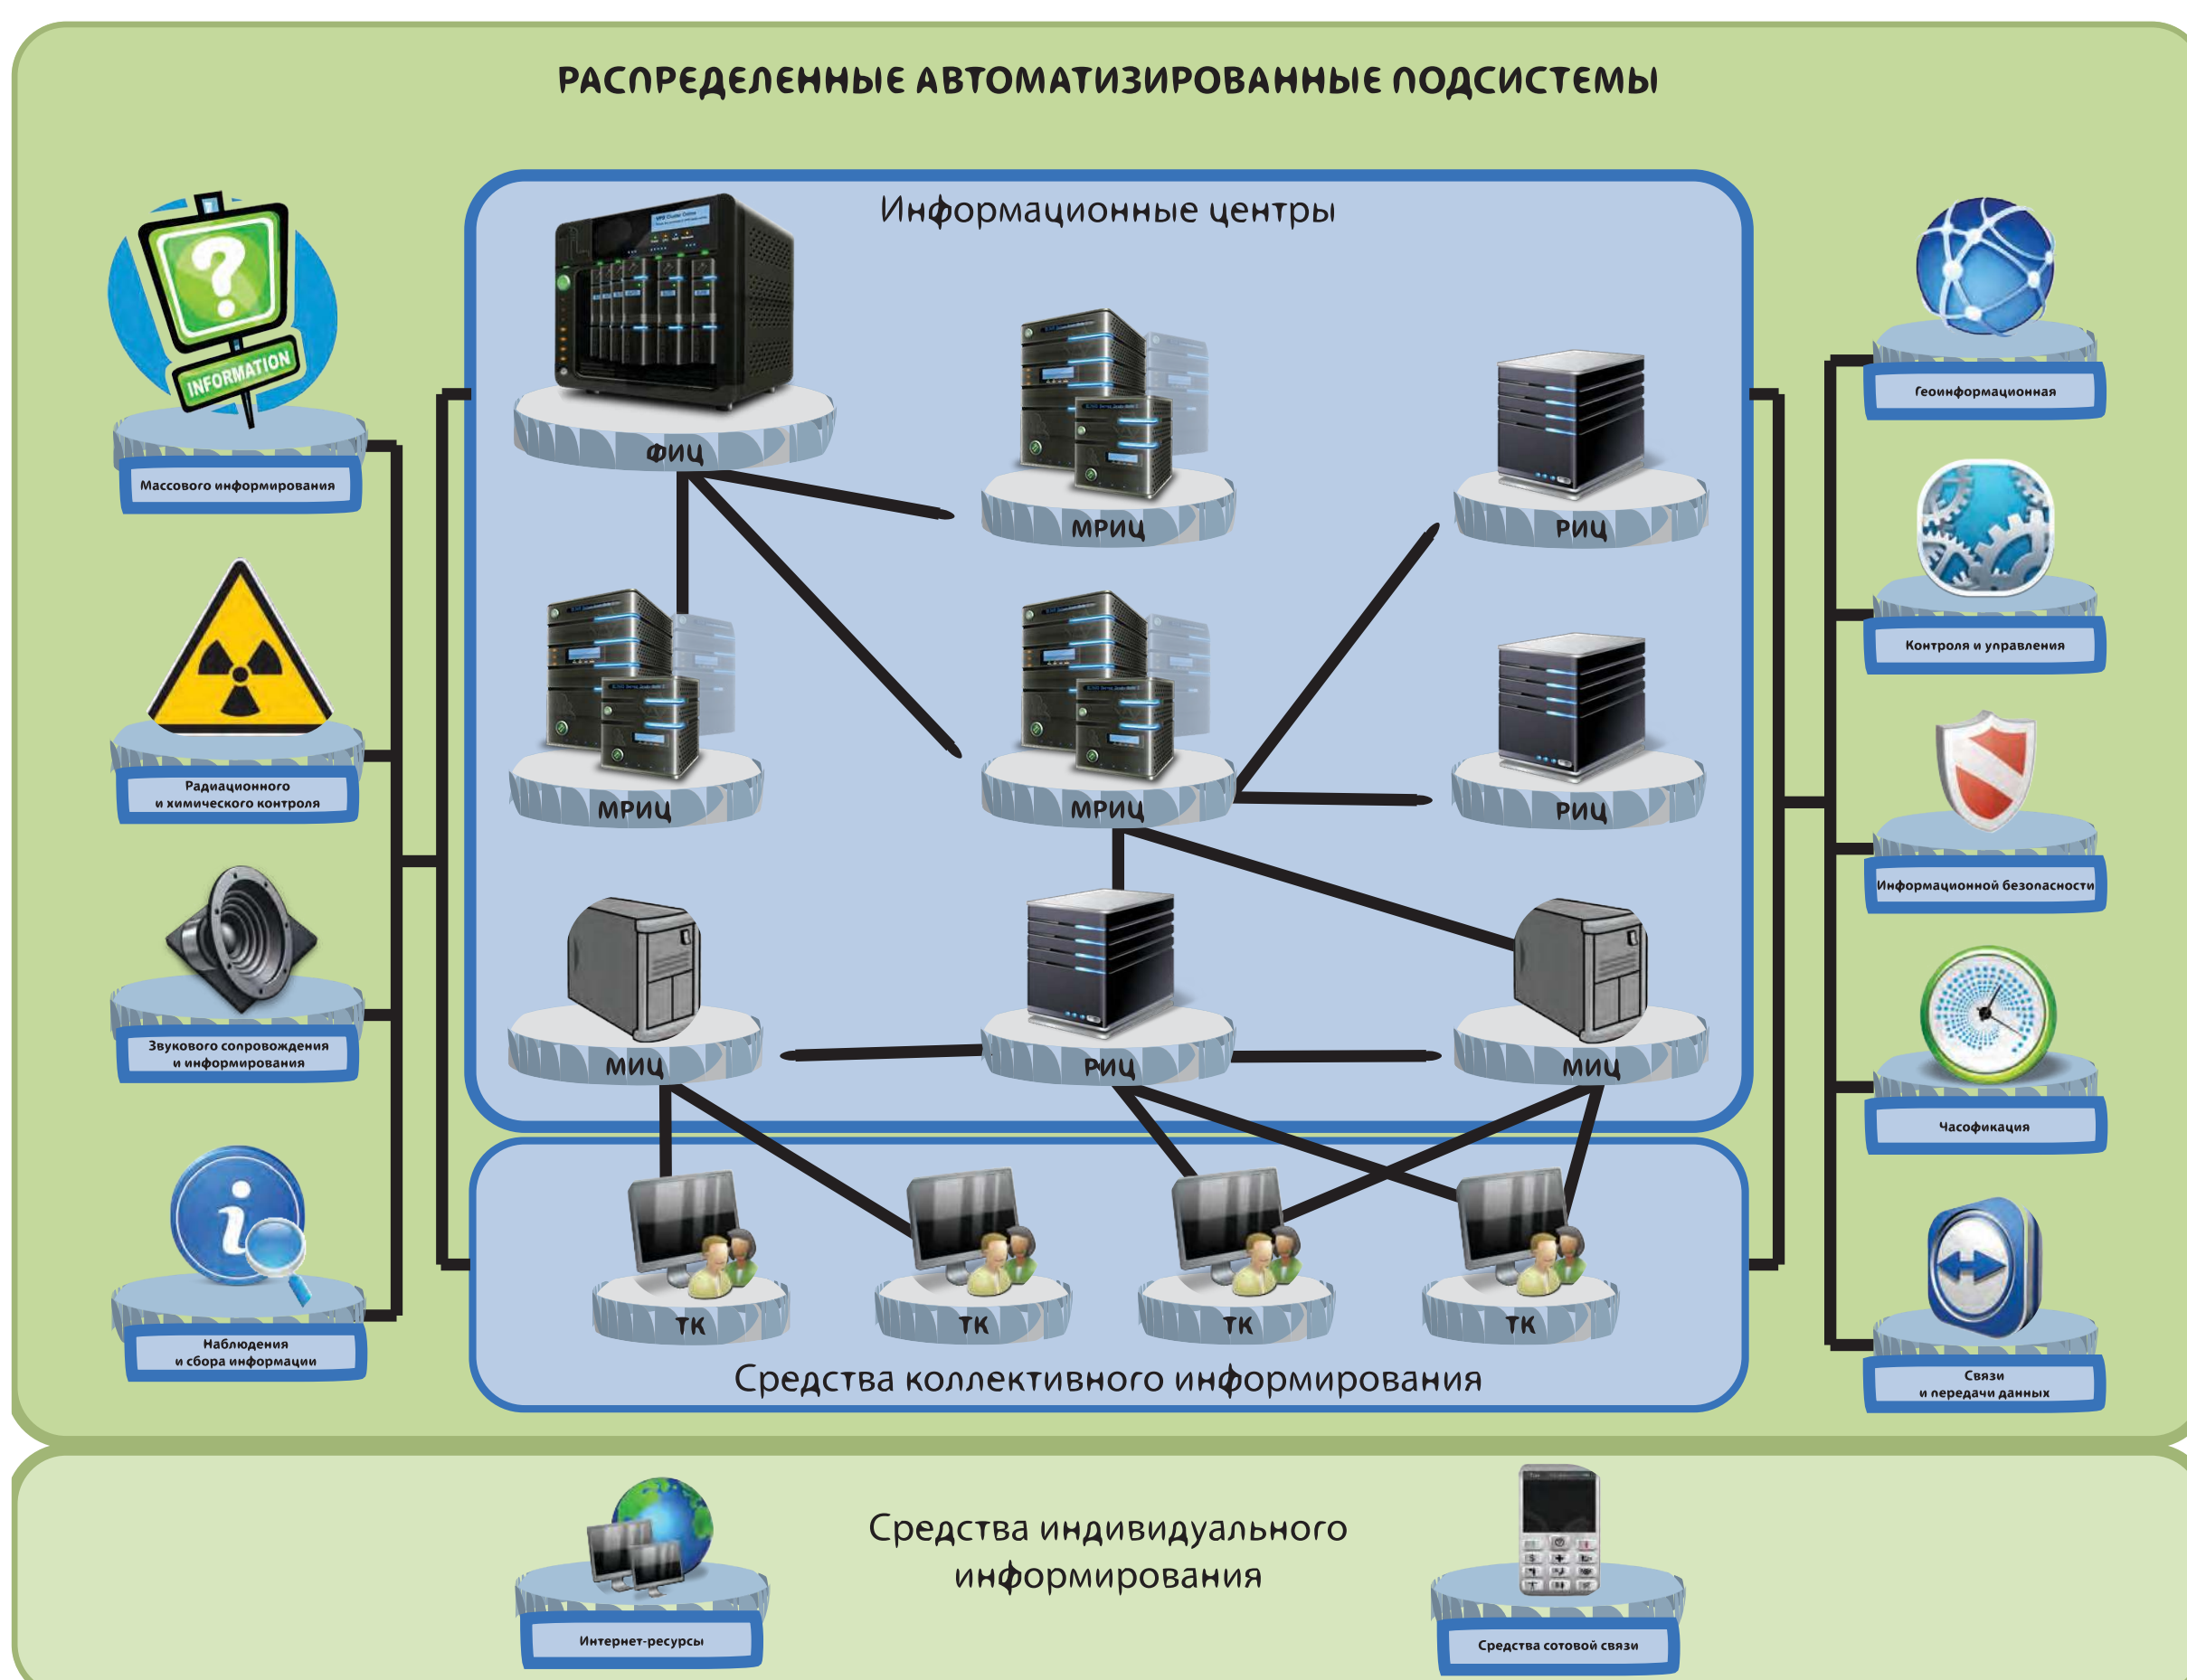 РАСПРЕДЕЛЕННЫЕ АВТОМАТИЗИРОВАННЫЕ ПОДСИСТЕМЫ
Информационные центры
INFORMATION
Массового информирования
Радиационного
и химического контроля
Звукового сопровождения
и информирования
Наблюдения
и сбора информации
ФИЦ
МРИЦ
РИЦ
МРИЦ
МРИЦ
РИЦ
МИЦ
РИЦ
МИЦ
ТК
ТК
ТК
ТК
Средства коллективного информирования
Геоинформационная
Контроля и управления
Информационной безопасности
Часофикация
Связи
и передачи данных
Средства индивидуального
информирования
Интернет-ресурсы
Средства сотовой связи